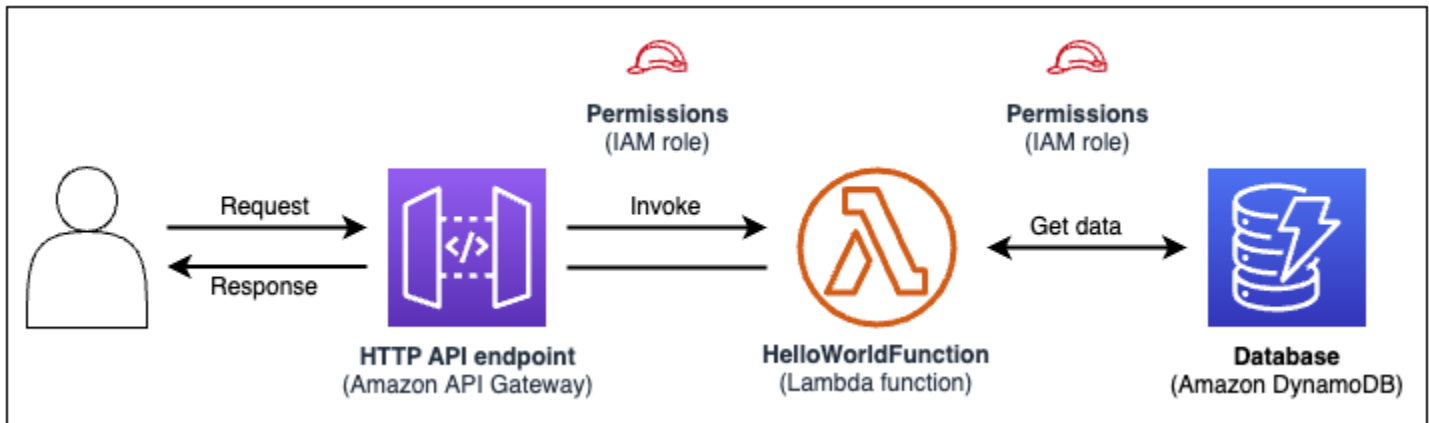 Permissions
(IAM role)
Permissions
(IAM role)
Request
Response
</>
Invoke
Get data
HTTP API endpoint
(Amazon API Gateway)
HelloWorldFunction
(Lambda function)
Database
(Amazon DynamoDB)